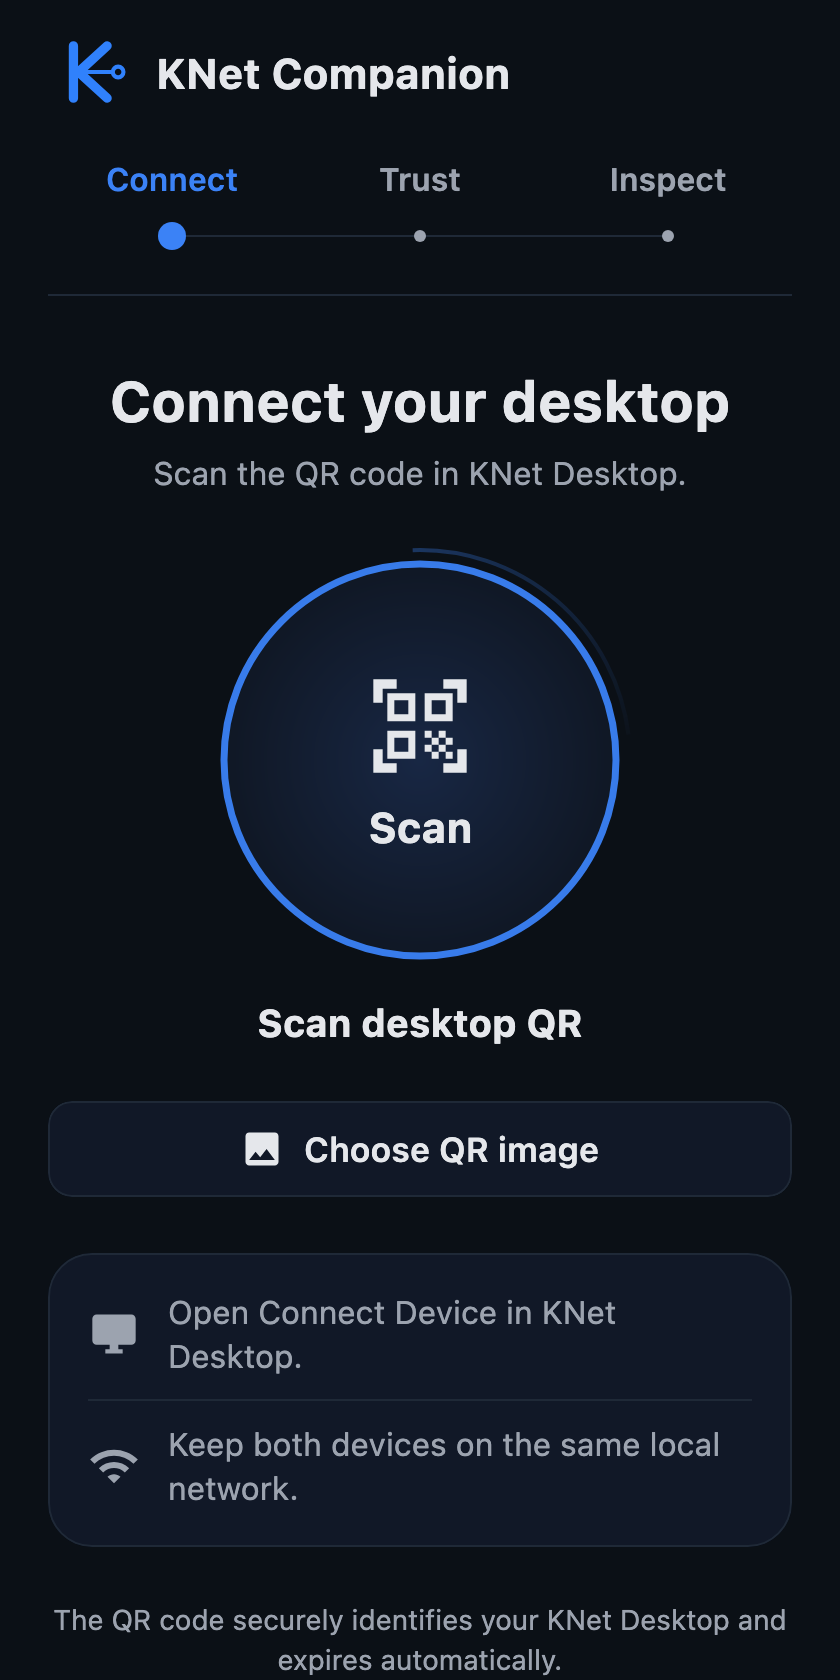 KNet Companion
Connect
Trust
Inspect
Connect your desktop
Scan the QR code in KNet Desktop.
Scan
Scan desktop QR
Choose QR image
Open Connect Device in KNet
Desktop.
Keep both devices on the same local
network.
The QR code securely identifies your KNet Desktop and
expires automatically.